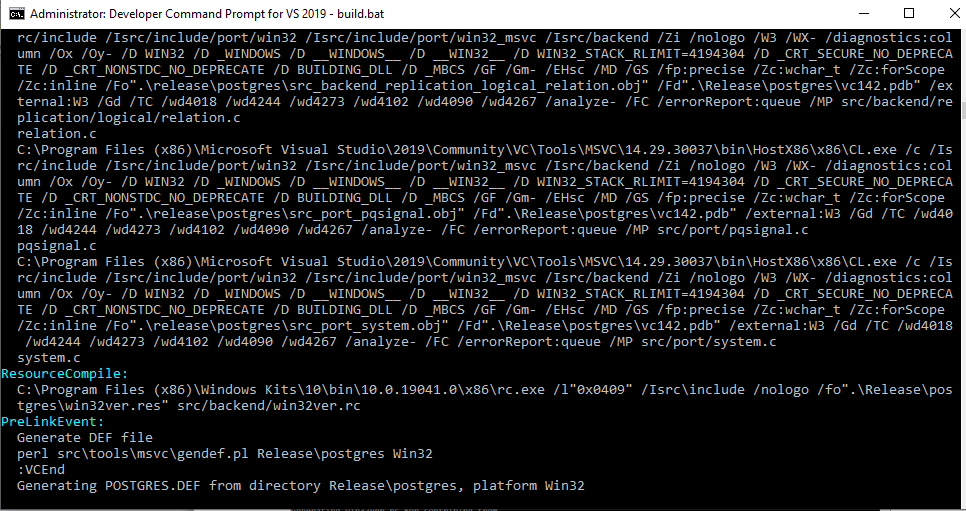 Administrator: Developer Command Prompt for VS 2019 - build.bat
rc/include /Isrc/include/port/win32 /Isrc/include/port/win32_msvc /Isrc/backend /Zi /nologo /W3 /WX- /diagnostics:col
umn /Ox /Oy- /D WIN32 /D _WINDOWS /D __WINDOWS__ /D __WIN32__ /D WIN32_STACK_RLIMIT=4194304 /D _CRT_SECURE_NO_DEPRECA
TE /D _CRT_NONSTDC_NO_DEPRECATE /D BUILDING_DLL /D _MBCS /GF /Gm- /EHsc /MD /GS /fp:precise /Zc:wchar_t /Zc:forScope
/Zc:inline /Fo".\release\postgres\src_backend_replication_logical_relation.obj" /Fd".\Release\postgres\vc142.pdb" /ex
ternal:W3 /Gd /TC /wd4018 /wd4244 /wd4273 /wd4102 /wd4090 /wd4267 /analyze- /FC /errorReport:queue /MP src/backend/re
plication/logical/relation.c
relation.c
C:\Program Files (x86)\Microsoft Visual Studio\2019\Community\VC\Tools\MSVC\14.29.30037\bin\HostX86\x86\CL.exe /c /Is
rc/include /Isrc/include/port/win32 /Isrc/include/port/win32_msvc /Isrc/backend /Zi /nologo /W3 /WX- /diagnostics:col
umn /Ox /Oy- /D WIN32 /D _WINDOWS /D __WINDOWS__ /D __WIN32__ /D WIN32_STACK_RLIMIT=4194304 /D _CRT_SECURE_NO_DEPRECA
TE /D _CRT_NONSTDC_NO_DEPRECATE /D BUILDING_DLL /D _MBCS /GF /Gm- /EHsc /MD /GS /fp:precise /Zc:wchar_t /Zc:forScope
/Zc:inline /Fo".\release\postgres\src_port_pqsignal.obj" /Fd".\Release\postgres\vc142.pdb" /external:W3 /Gd /TC /wd40
18 /wd4244 /wd4273 /wd4102 /wd4090 /wd4267 /analyze- /FC /errorReport:queue /MP src/port/pqsignal.c
pqsignal.c
C:\Program Files (x86)\Microsoft Visual Studio\2019\Community\VC\Tools\MSVC\14.29.30037\bin\HostX86\x86\CL.exe /c /Is
rc/include /Isrc/include/port/win32 /Isrc/include/port/win32_msvc /Isrc/backend /Zi /nologo /W3 /WX- /diagnostics:col
umn /Ox /Oy- /D WIN32 /D _WINDOWS /D __WINDOWS__ /D __WIN32__ /D WIN32_STACK_RLIMIT=4194304 /D _CRT_SECURE_NO_DEPRECA
TE /D _CRT_NONSTDC_NO_DEPRECATE /D BUILDING_DLL /D _MBCS /GF /Gm- /EHsc /MD /GS /fp:precise /Zc:wchar_t /Zc:forScope
/Zc:inline /Fo".\release\postgres\src_port_system.obj" /Fd".\Release\postgres\vc142.pdb" /external:W3 /Gd /TC /wd4018
/wd4244 /wd4273 /wd4102 /wd4090 /wd4267 /analyze- /FC /errorReport:queue /MP src/port/system.c
system.c
ResourceCompile:
C:\Program Files (x86)\Windows Kits\10\bin\10.0.19041.0\x86\rc.exe /l"0x0409" /Isrc\include /nologo /fo".\Release\pos
tgres\win32ver.res" src/backend/win32ver.rc
PreLinkEvent:
Generate DEF file
perl src\tools\msvc\gendef.pl Release\postgres Win32
:VCEnd
Generating POSTGRES.DEF from directory Release\postgres, platform Win32